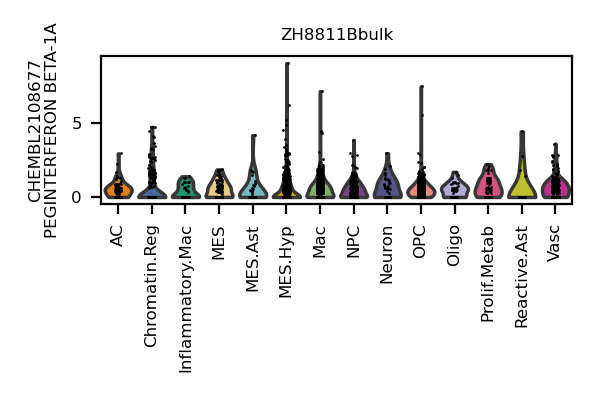 ZH8811Bbulk
CHEMBL2108677
PEGINTERFERON BETA-1A
5
0
AC
Chromatin.Reg
Inflammatory.Mac
MES
MES.Ast
MES.Hyp
Mac
NPC
Neuron
OPC
Oligo
Prolif.Metab
Reactive.Ast
Vasc